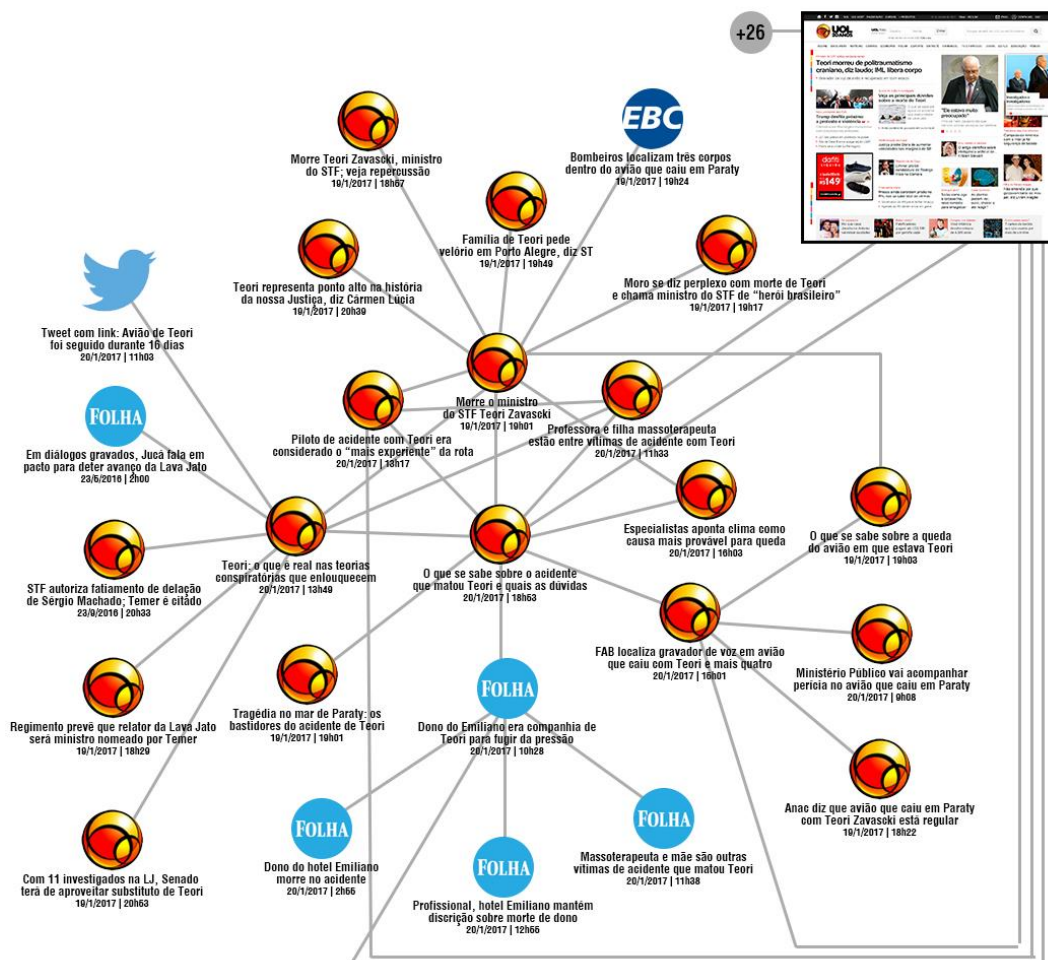 +26
UOL
Teori morreu de politraumatismo
craniano, diz laudo; IML libera corpo
Veja as principais dúvidas
sobre a morte de Teori
"Ele estava muito
preocupado"
dafiti
R$149
EBC
Morre Teori Zavascki, ministro
do STF; veja repercussão
19/1/2017 | 18h57
Bombeiros localizam três corpos
dentro do avião que caiu em Paraty
19/1/2017 | 19h24
Família de Teori pede
velório em Porto Alegre, diz ST
19/1/2017 | 19h49
Teori representa ponto alto na história
da nossa Justiça, diz Cármen Lúcia
19/1/2017 | 20h39
Moro se diz perplexo com morte de Teori
e chama ministro do STF de “herói brasileiro”
19/1/2017 | 19h17
Tweet com link: Avião de Teori
foi seguido durante 16 dias
20/1/2017 | 11h03
Morre o ministro
do STF Teori Zavascki
19/1/2017 | 19h01
FOLHA
Em diálogos gravados, Jucá fala em
pacto para deter avanço da Lava Jato
23/5/2016 | 2h00
Piloto de acidente com Teori era
considerado o “mais experiente” da rota
20/1/2017 | 13h17
Professora e filha massoterapeuta
estão entre vítimas de acidente com Teori
20/1/2017 | 11h33
Especialistas aponta clima como
causa mais provável para queda
20/1/2017 | 16h03
O que se sabe sobre a queda
do avião em que estava Teori
19/1/2017 | 19h03
STF autoriza fatiamento de delação
de Sérgio Machado; Temer é citado
23/9/2016 | 20h33
Teori: o que é real nas teorias
conspiratórias que enlouquecem
20/1/2017 | 13h49
O que se sabe sobre o acidente
que matou Teori e quais as dúvidas
20/1/2017 | 18h53
FAB localiza gravador de voz em avião
que caiu com Teori e mais quatro
20/1/2017 | 16h01
Ministério Público vai acompanhar
perícia no avião que caiu em Paraty
20/1/2017 | 9h08
Regimento prevê que relator da Lava Jato
será ministro nomeado por Temer
19/1/2017 | 18h29
Tragédia no mar de Paraty: os
bastidores do acidente de Teori
19/1/2017 | 19h01
FOLHA
Dono do Emiliano era companhia de
Teori para fugir da pressão
20/1/2017 | 10h28
Anac diz que avião que caiu em Paraty
com Teori Zavascki está regular
19/1/2017 | 18h22
Com 11 investigados na LJ, Senado
terá de aproveitar substituto de Teori
19/1/2017 | 20h53
FOLHA
Dono do hotel Emiliano
morre no acidente
20/1/2017 | 2h56
FOLHA
Profissional, hotel Emiliano mantém
discrição sobre morte de dono
20/1/2017 | 12h56
FOLHA
Massoterapeuta e mãe são outras
vítimas de acidente que matou Teori
20/1/2017 | 11h38